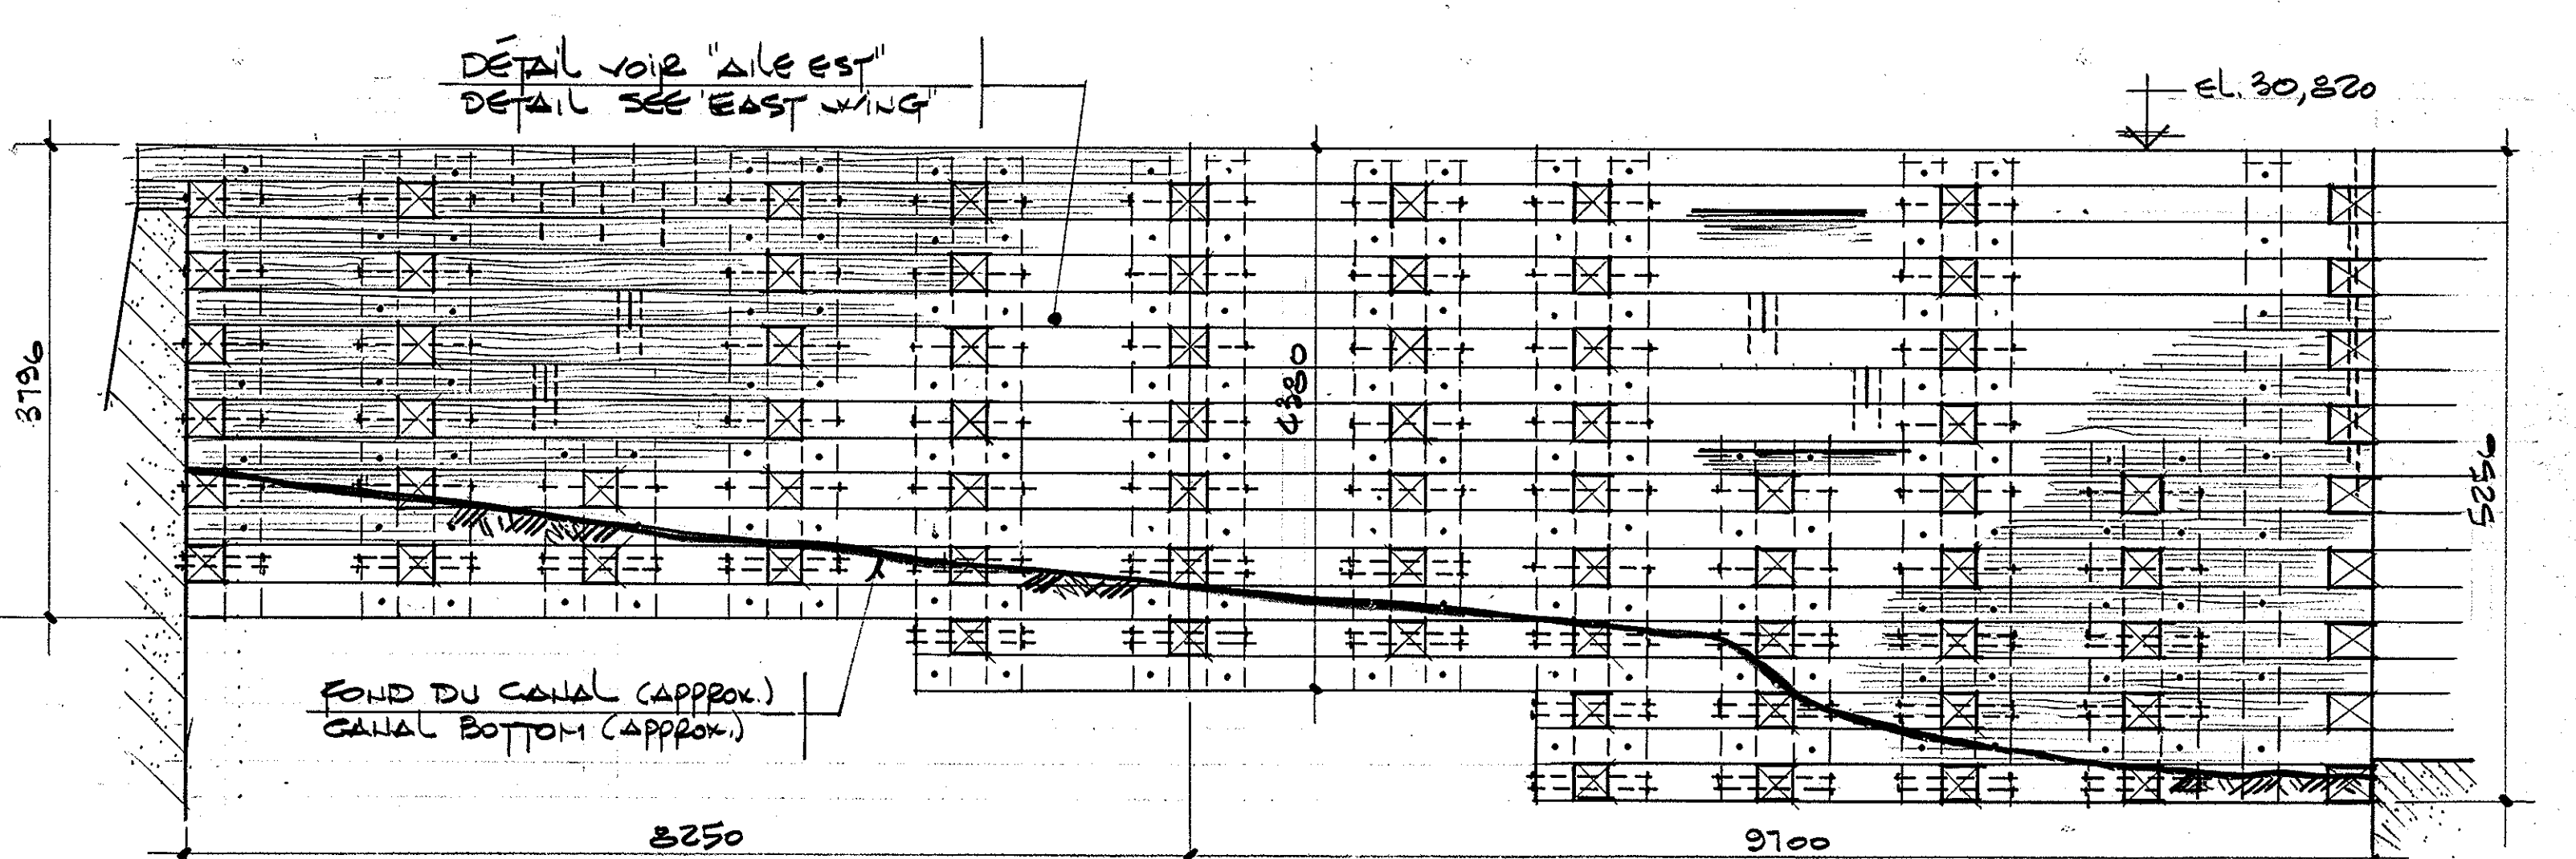 DÉTAIL VOIR "AILE EST"
DETAIL SEE "EAST WING"
EL. 30,820
3796
4380
5256
FOND DU CANAL (APPROX.)
CANAL BOTTOM (APPROX.)
8250
9700